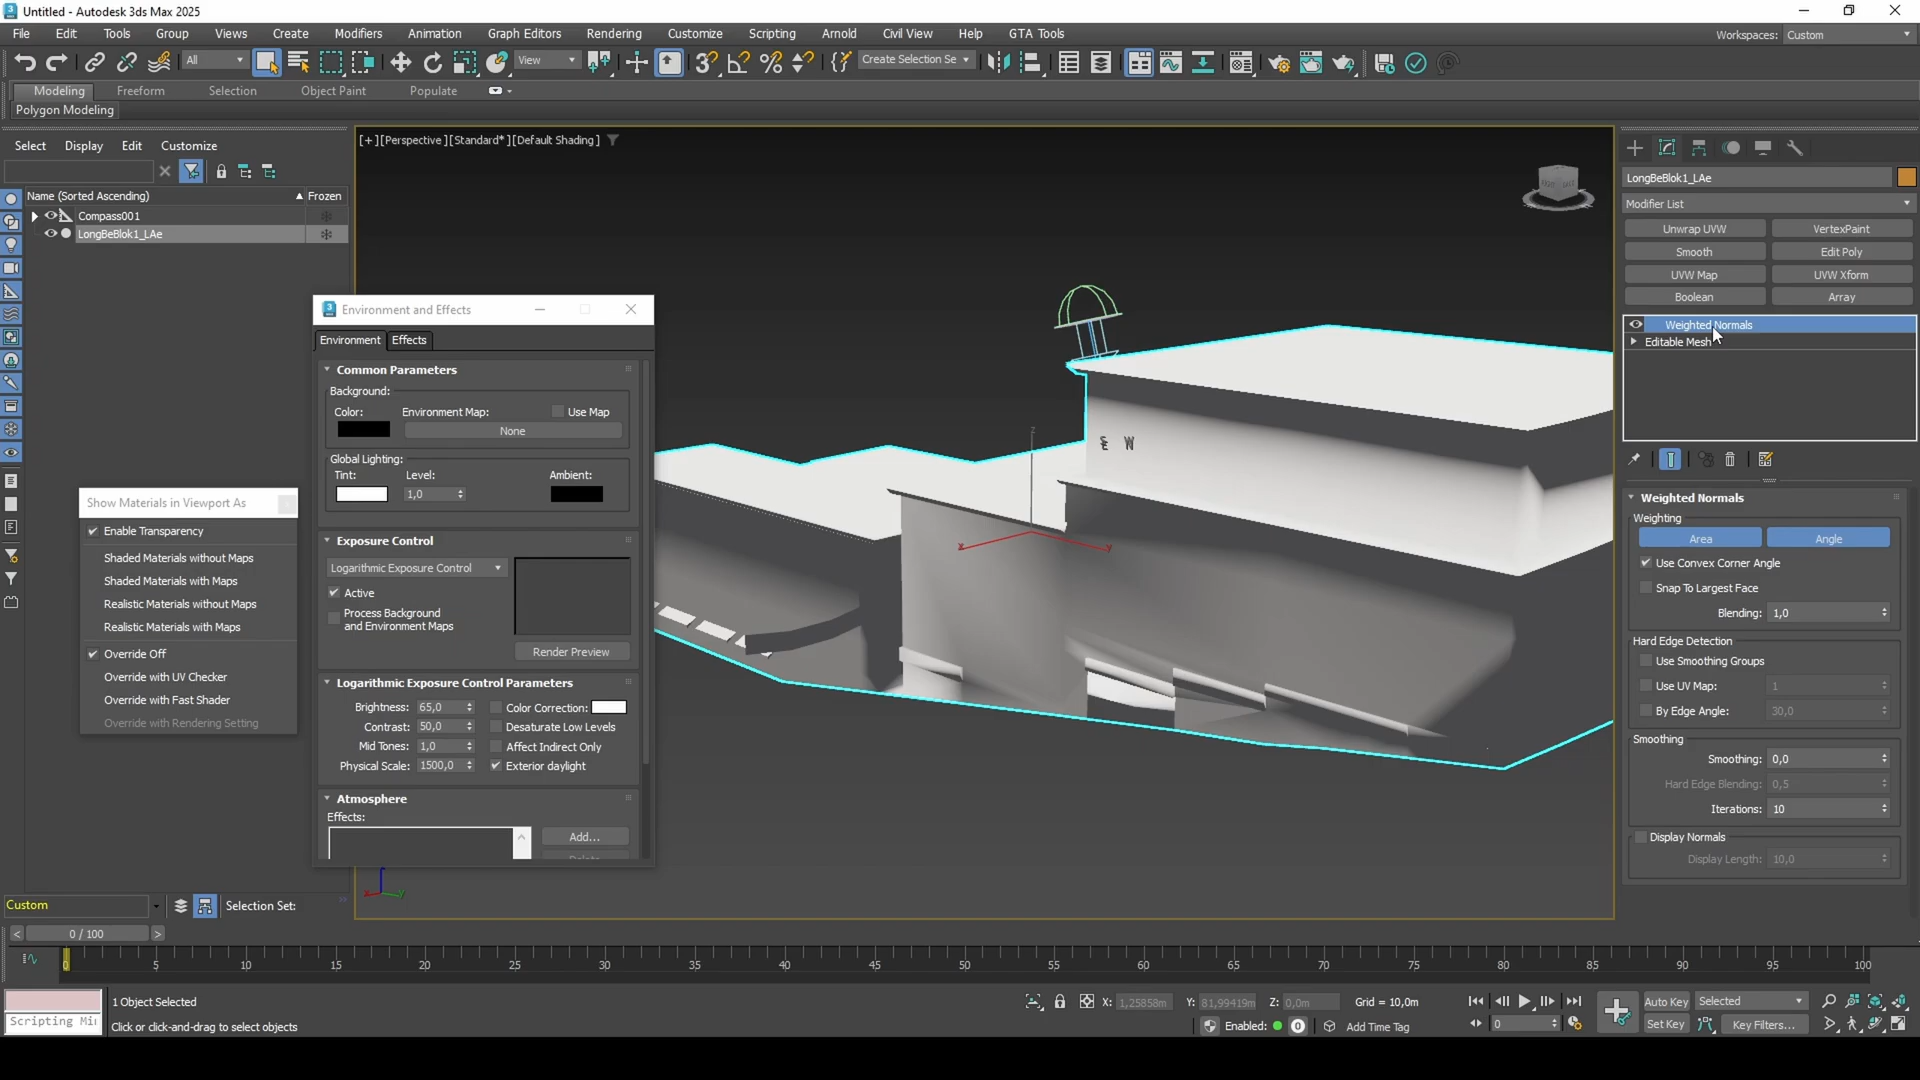 Untitled - Autodesk 3ds Max 2025
File Edit Tools Group Views Create Modifiers Animation Graph Editors Rendering Customize Scripting Arnold Civil View Help GTA Tools
Workspaces: Custom
All View Create Selection Se
Modeling Freeform Selection Object Paint Populate
Polygon Modeling
Select Display Edit Customize
[+][Perspective][Standard*][Default Shading]
Name (Sorted Ascending) Frozen
Compass001
LongBeBlok1_LAe
LongBeBlok1_LAe
Modifier List
Unwrap UVW VertexPaint
Smooth Edit Poly
UVW Map UVW Xform
Boolean Array
Weighted Normals
Editable Mesh
Environment and Effects
Environment Effects
Common Parameters
Background:
Color: Environment Map: Use Map
None
Global Lighting:
Tint: Level: Ambient:
1,0
Exposure Control
Logarithmic Exposure Control
Active
Process Background
and Environment Maps
Render Preview
Logarithmic Exposure Control Parameters
Brightness: 65,0 Color Correction:
Contrast: 50,0 Desaturate Low Levels
Mid Tones: 1,0 Affect Indirect Only
Physical Scale: 1500,0 Exterior daylight
Atmosphere
Effects:
Add...
Show Materials in Viewport As
Enable Transparency
Shaded Materials without Maps
Shaded Materials with Maps
Realistic Materials without Maps
Realistic Materials with Maps
Override Off
Override with UV Checker
Override with Fast Shader
Override with Rendering Setting
W
z
x y
Weighted Normals
Weighting
Area Angle
Use Convex Corner Angle
Snap To Largest Face
Blending: 1,0
Hard Edge Detection
Use Smoothing Groups
Use UV Map: 1
By Edge Angle: 30,0
Smoothing
Smoothing: 0,0
Hard Edge Blending: 0,5
Iterations: 10
Display Normals
Display Length: 10,0
Custom Selection Set:
< 0 / 100 >
0 5 10 15 20 25 30 35 40 45 50 55 60 65 70 75 80 85 90 95 100
1 Object Selected
X: 1,25858m Y: 81,99419m Z: 0,0m Grid = 10,0m
Auto Key Selected
Scripting Mi
Click or click-and-drag to select objects
Enabled: 0 Add Time Tag
0
Set Key Key Filters...